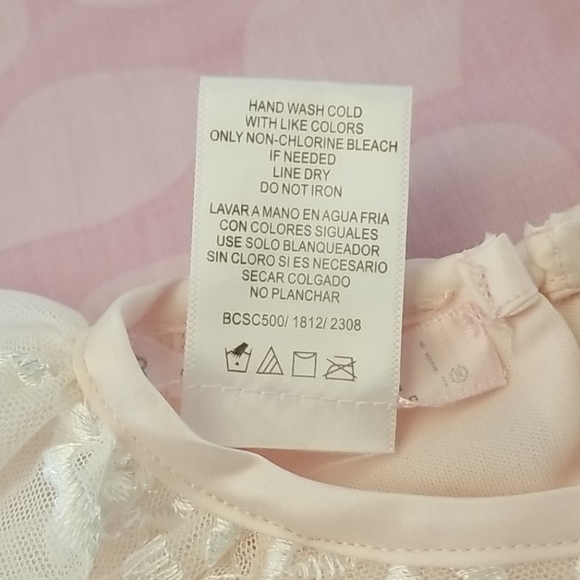 HAND WASH COLD
WITH LIKE COLORS
ONLY NON-CHLORINE BLEACH
IF NEEDED
LINE DRY
DO NOT IRON
LAVAR A MANO EN AGUA FRIA
CON COLORES SIGUALES
USE SOLO BLANQUEADOR
SIN CLORO SI ES NECESARIO
SECAR COLGADO
NO PLANCHAR
BCSC500/ 1812/ 2308